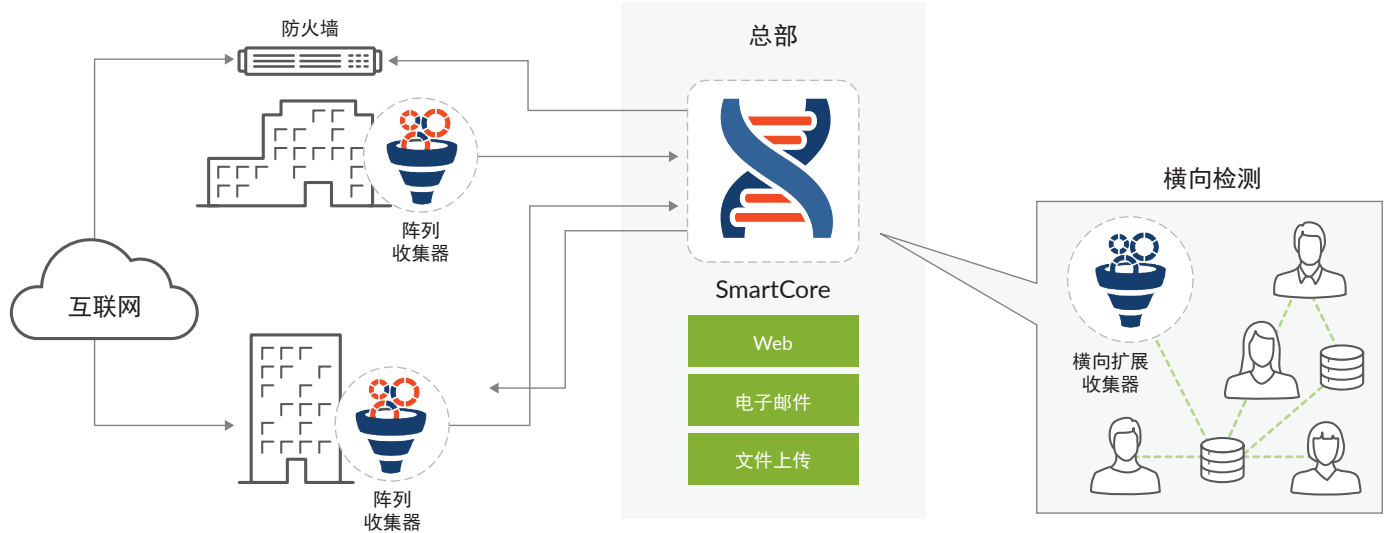 防火墙
阵列
收集器
互联网
阵列
收集器
总部
SmartCore
Web
电子邮件
文件上传
横向检测
横向扩展
收集器